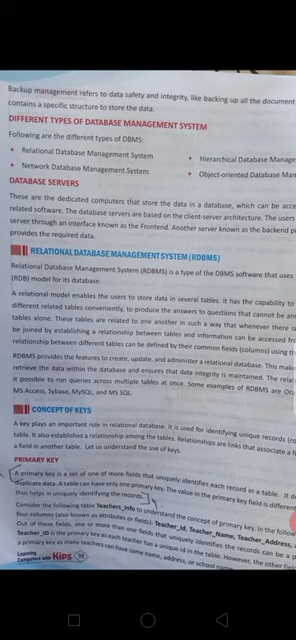 Backup management refers to data safety and integrity, like backing up all the document
contains a specific structure to store the data.
DIFFERENT TYPES OF DATABASE MANAGEMENT SYSTEM
Following are the different types of DBMS:
Relational Database Management System
Hierarchical Database Manage
Network Database Management System
Object-oriented Database Man
DATABASE SERVERS
These are the dedicated computers that store the data in a database, which can be acce
related software. The database servers are based on the client-server architecture. The users
server through an interface known as the Frontend. Another server known as the backend p
provides the required data.
RELATIONAL DATABASE MANAGEMENT SYSTEM (RDBMS)
Relational Database Management System (RDBMS) is a type of the DBMS software that uses
(RDB) model for its database.
A relational model enables the users to store data in several tables. It has the capability to
different related tables conveniently, to produce the answers to questions that cannot be an
tables alone. These tables are related to one another in such a way that whenever there is
be joined by establishing a relationship between tables and information can be accessed fr
relationship between different tables can be defined by their common fields (columns) using th
RDBMS provides the features to create, update, and administer a relational database. This mak
retrieve the data within the database and ensures that data integrity is maintained. The rela
it possible to run queries across multiple tables at once. Some examples of RDBMS are Ora
MS Access, Sybase, MySQL, and MS SQL.
CONCEPT OF KEYS
A key plays an important role in relational database. It is used for identifying unique records (ro
table. It also establishes a relationship among the tables. Relationships are links that associate a f
a field in another table. Let us understand the use of keys.
PRIMARY KEY
A primary key is a set of one of more fields that uniquely identifies each record in a table. It d
duplicate data. A table can have only one primary key. The value in the primary key field is different
thus helps in uniquely identifying the records.
Consider the following table Teachers_Info to understand the concept of primary key. In the follow
four columns (also known as attributes or fields): Teacher_Id, Teacher_Name, Teacher_Address, a
Out of these fields, one or more than one fields that uniquely identifies the records can be a p
Teacher_ID is the primary key as each teacher has a unique id in the table. However, the other fiel
a primary key as many teachers can have same name, address, or school name.
Learning
Computers with Kips